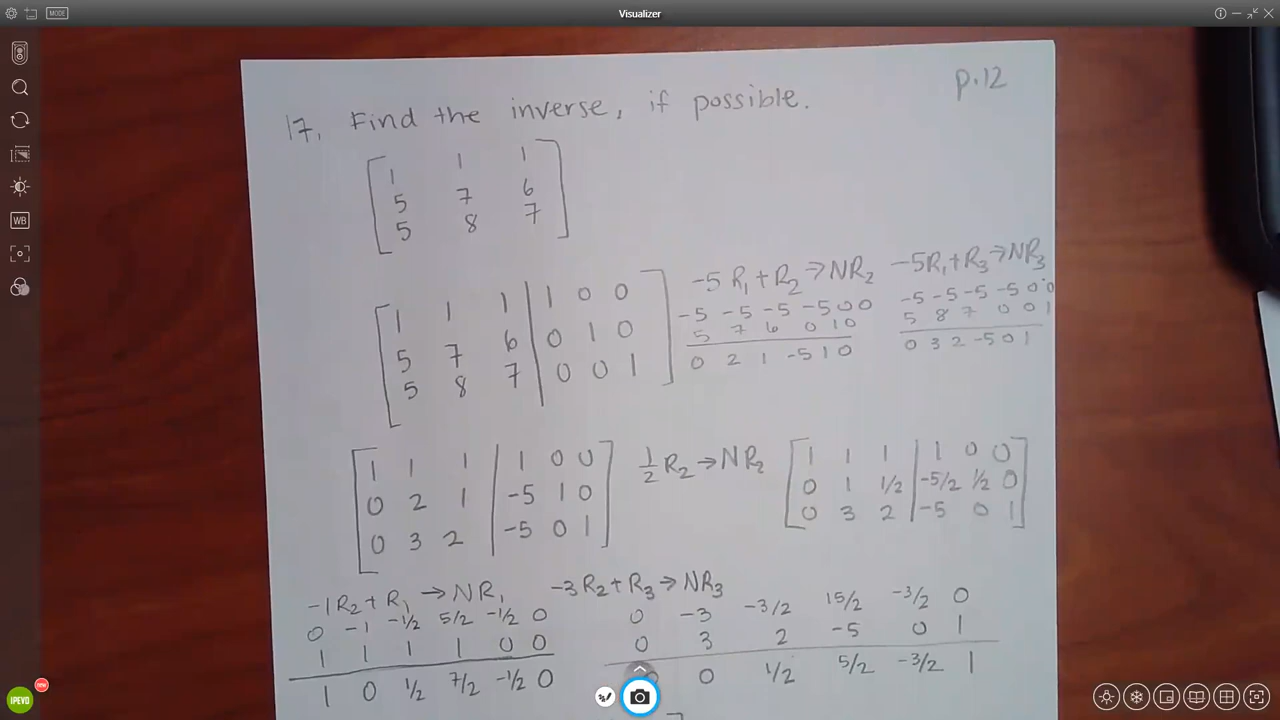 MODE
Visualizer
WB
p.12
17. Find the inverse, if possible.
1 1 1
5 7 6
5 8 7
-5R₁+R₂→NR₂ -5R₁+R₃→NR₃
1 1 1 | 1 0 0
5 7 6 | 0 1 0
5 8 7 | 0 0 1
-5 -5 -5 -5 0 0
5 7 6 0 1 0
0 2 1 -5 1 0
-5 -5 -5 -5 0 0
5 8 7 0 0 1
0 3 2 -5 0 1
1 1 1 | 1 0 0
0 2 1 | -5 1 0
0 3 2 | -5 0 1
1/2 R₂→NR₂
1 1 1 | 1 0 0
0 1 1/2 | -5/2 1/2 0
0 3 2 | -5 0 1
-1R₂+R₁→NR₁
0 -1 -1/2 5/2 -1/2 0
1 1 1 1 0 0
1 0 1/2 7/2 -1/2 0
-3R₂+R₃→NR₃
0 -3 -3/2 15/2 -3/2 0
0 3 2 -5 0 1
0 1/2 5/2 -3/2 1
IPEVO
new